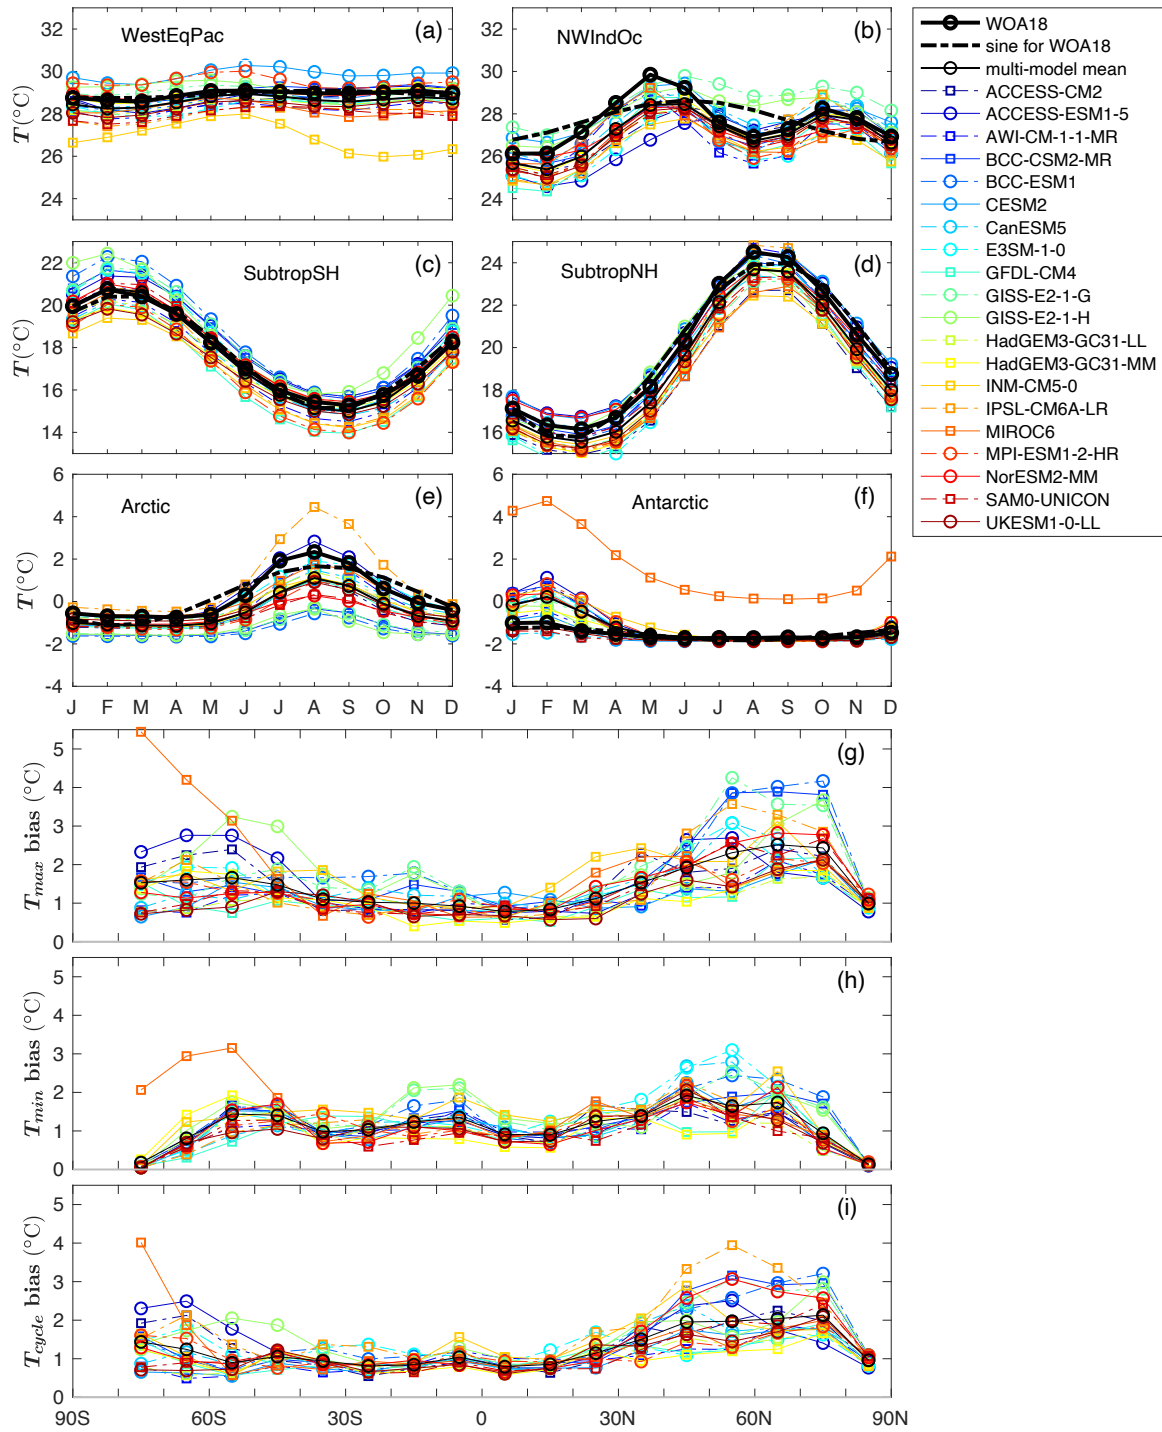 32
30
28
26
24
T(°C)
WestEqPac
(a)
NWIndOc
(b)
32
30
28
26
24
22
20
18
16
14
T(°C)
SubtropSH
(c)
24
22
20
18
16
SubtropNH
(d)
6
4
2
0
-2
-4
T(°C)
Arctic
(e)
J F M A M J J A S O N D
6
4
2
0
-2
-4
Antarctic
(f)
J F M A M J J A S O N D
WOA18
sine for WOA18
multi-model mean
ACCESS-CM2
ACCESS-ESM1-5
AWI-CM-1-1-MR
BCC-CSM2-MR
BCC-ESM1
CESM2
CanESM5
E3SM-1-0
GFDL-CM4
GISS-E2-1-G
GISS-E2-1-H
HadGEM3-GC31-LL
HadGEM3-GC31-MM
INM-CM5-0
IPSL-CM6A-LR
MIROC6
MPI-ESM1-2-HR
NorESM2-MM
SAM0-UNICON
UKESM1-0-LL
5
4
3
2
1
0
Tmax bias (°C)
(g)
5
4
3
2
1
0
Tmin bias (°C)
(h)
5
4
3
2
1
0
Tcycle bias (°C)
(i)
90S 60S 30S 0 30N 60N 90N